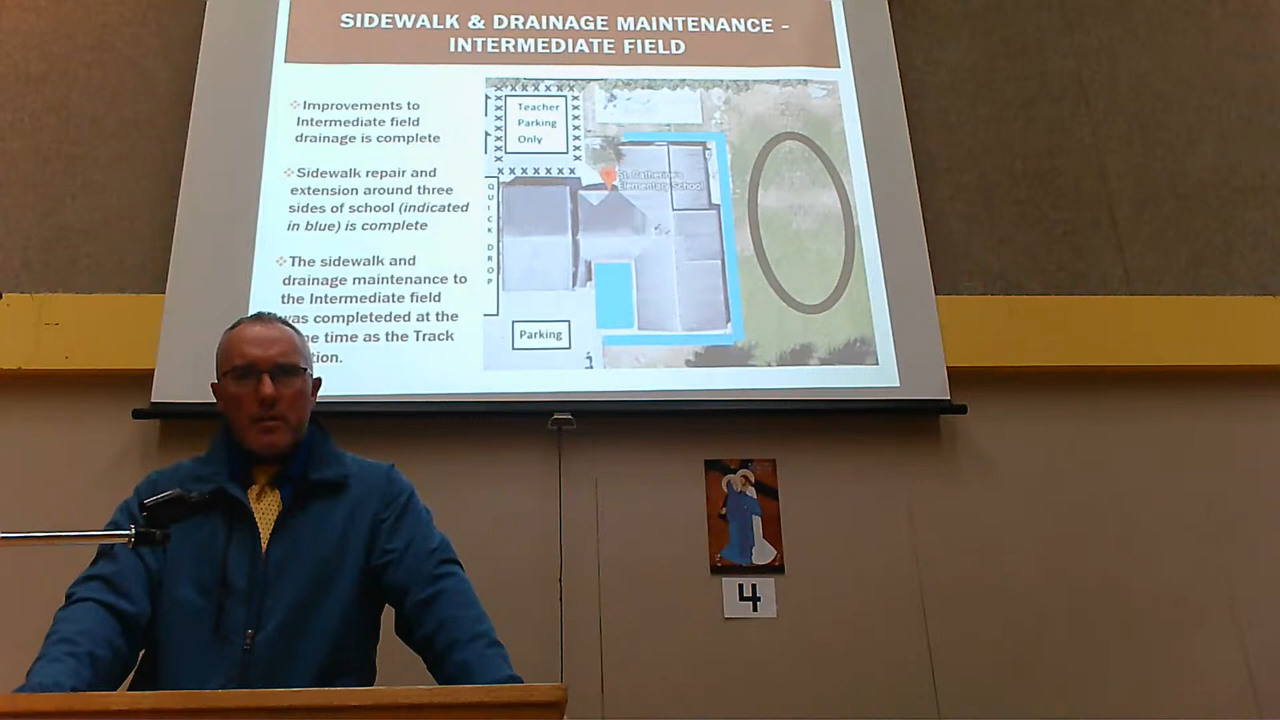 SIDEWALK & DRAINAGE MAINTENANCE -
INTERMEDIATE FIELD
Improvements to
Intermediate field
drainage is complete
Sidewalk repair and
extension around three
sides of school (indicated
in blue) is complete
The sidewalk and
drainage maintenance to
the Intermediate field
was completeded at the
time as the Track
Teacher
Parking
Only
St. Catherine's
Elementary School
QUICK DROP
Parking
4